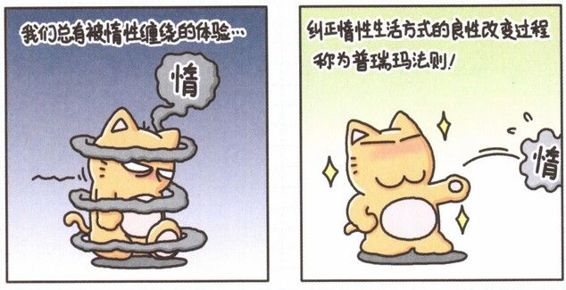 我们总有被惰性缠绕的体验…
惰
纠正惰性生活方式的良性改变过程
称为普瑞玛法则!
惰